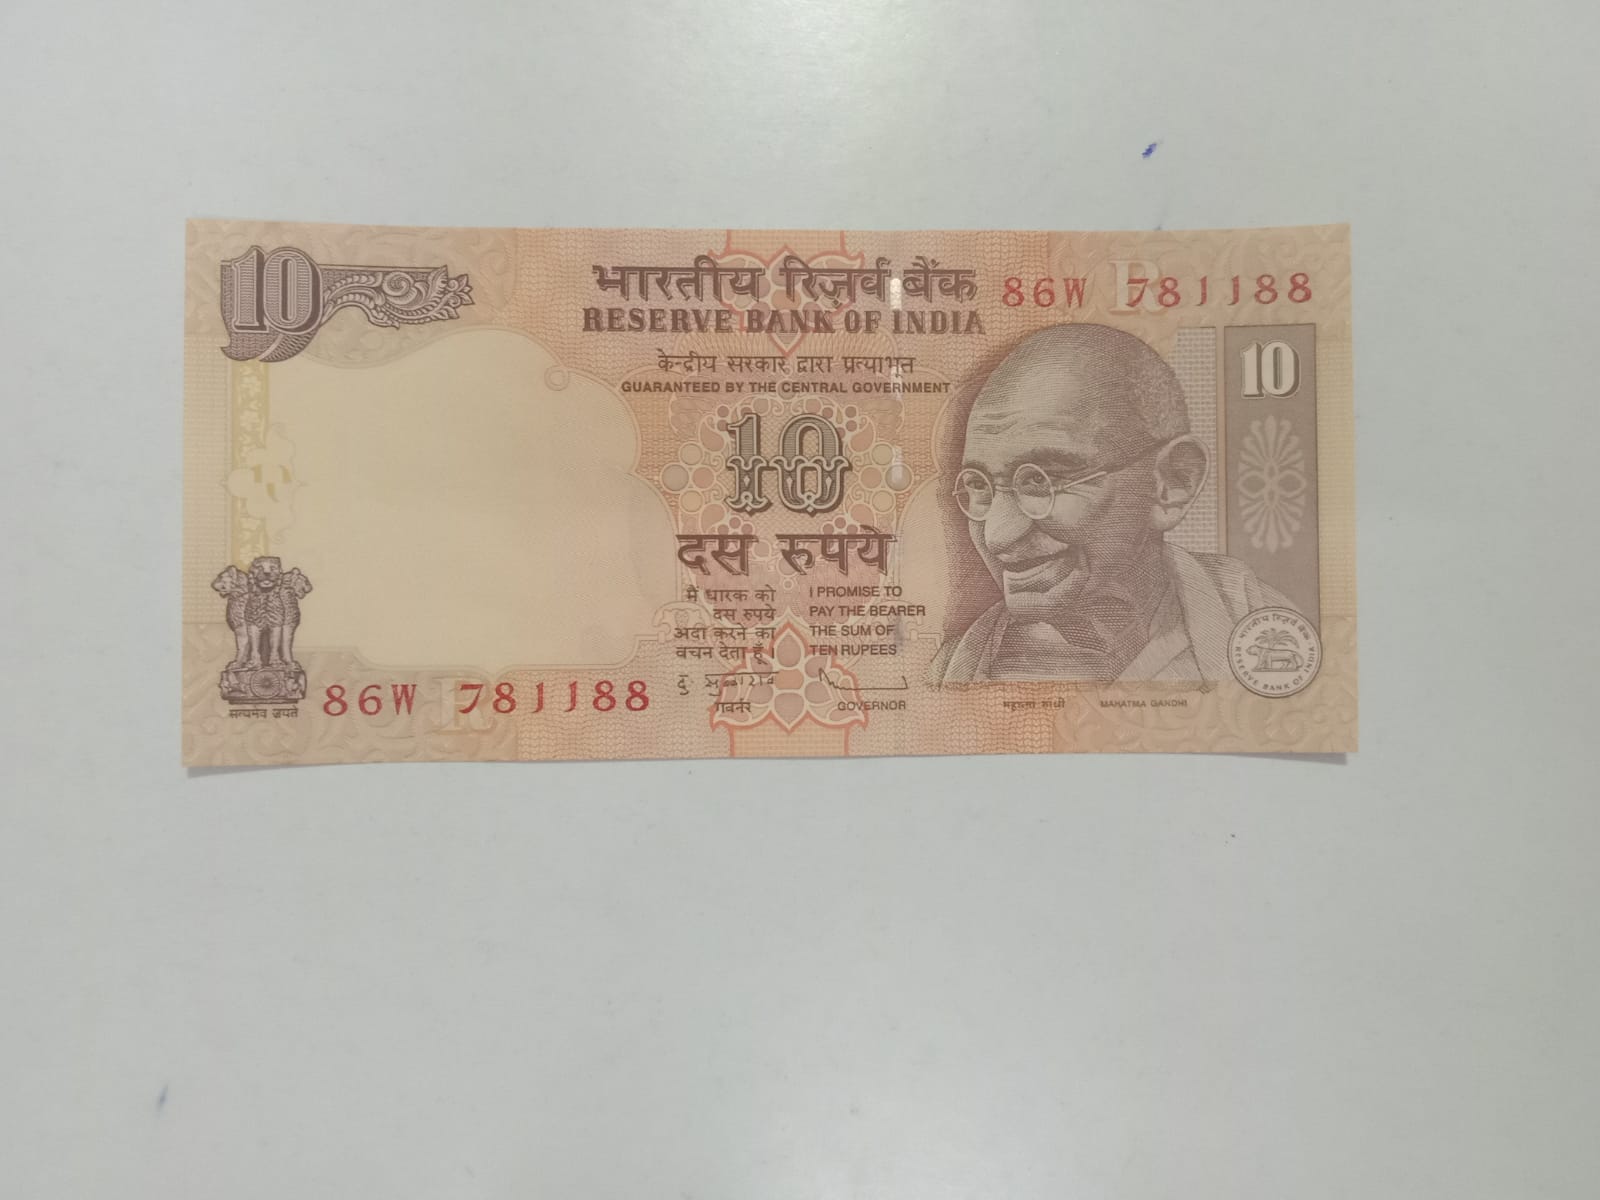 10
भारतीय रिज़र्व बैंक
RESERVE BANK OF INDIA
86W 781188
केन्द्रीय सरकार द्वारा प्रत्याभूत
GUARANTEED BY THE CENTRAL GOVERNMENT
10
10
दस रुपये
मैं धारक को
दस रुपये
अदा करने का
वचन देता हूँ।
I PROMISE TO
PAY THE BEARER
THE SUM OF
TEN RUPEES
गवर्नर
GOVERNOR
सत्यमेव जयते
86W 781188
R
R
महात्मा गांधी
MAHATMA GANDHI
भारतीय रिज़र्व बैंक
RESERVE BANK OF INDIA